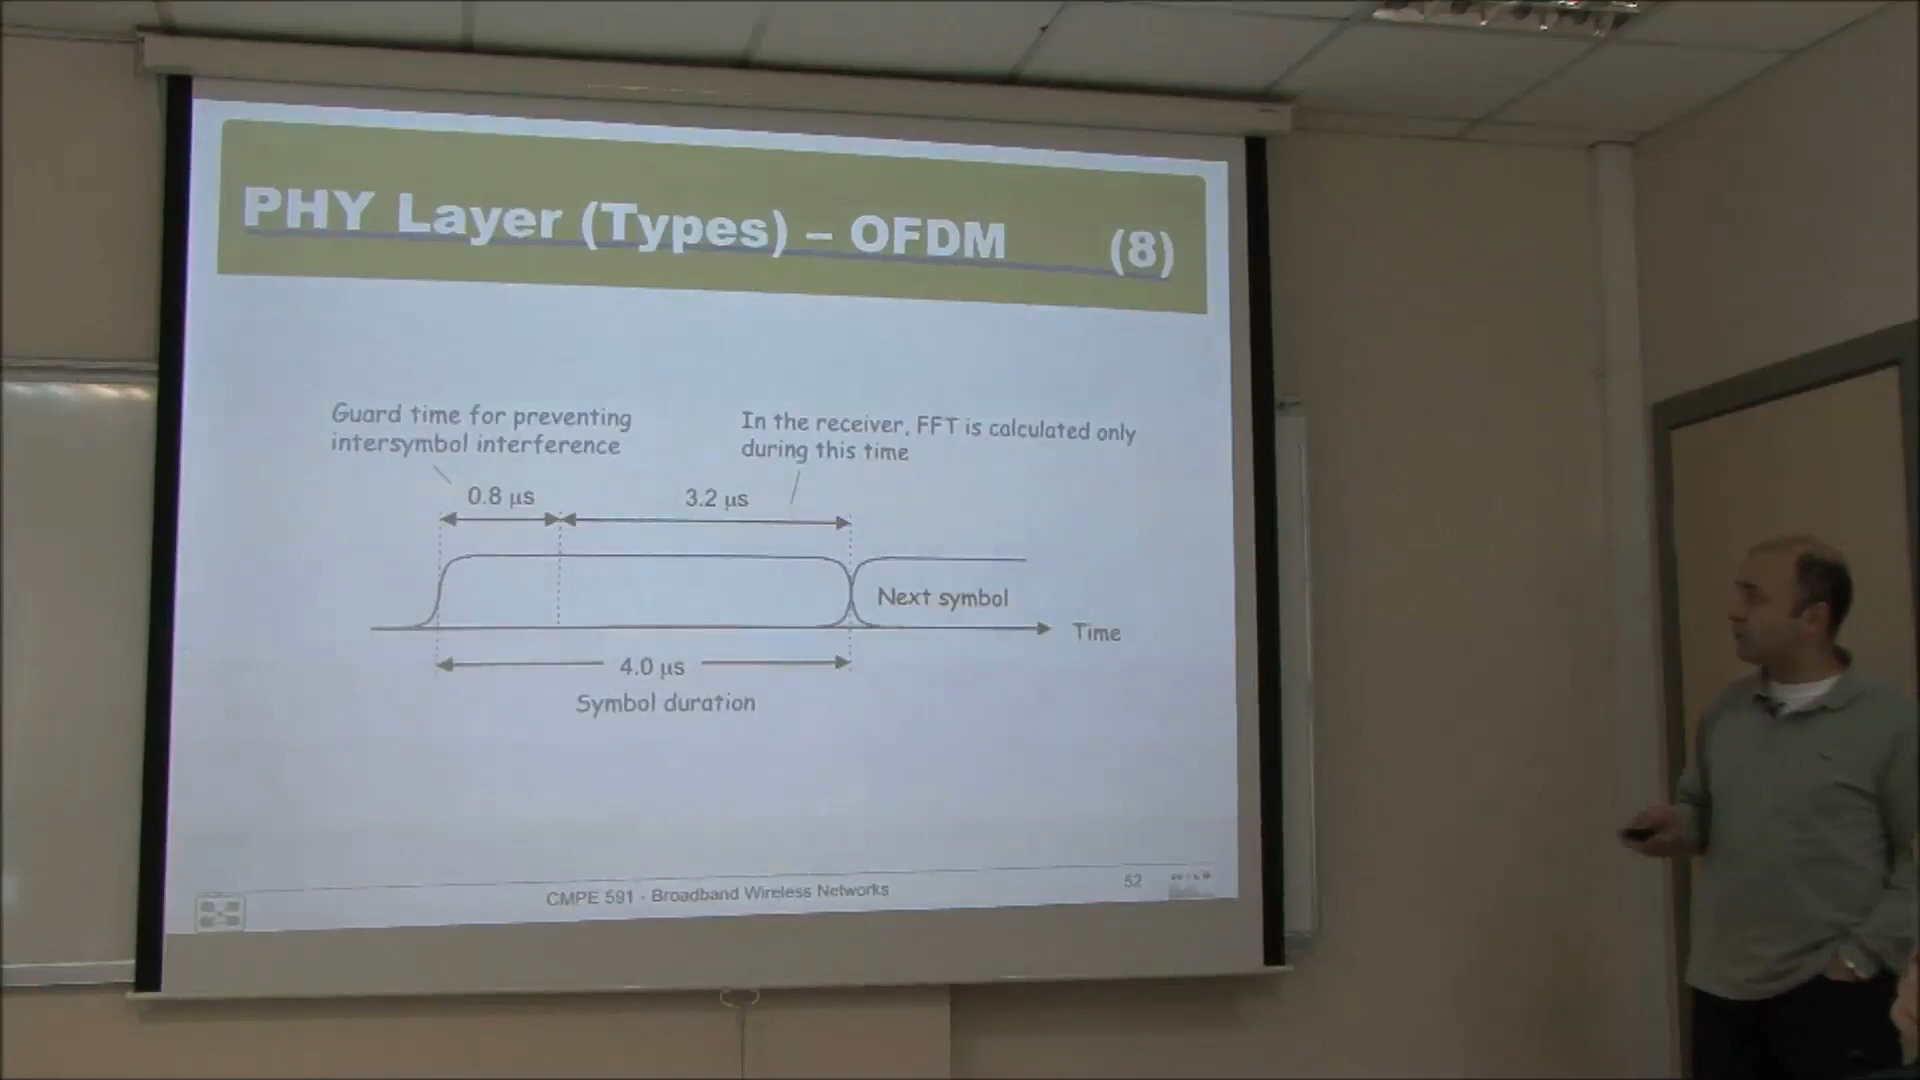 PHY Layer (Types) – OFDM (8)
Guard time for preventing
intersymbol interference
In the receiver, FFT is calculated only
during this time
0.8 μs
3.2 μs
Next symbol
Time
4.0 μs
Symbol duration
CMPE 591 - Broadband Wireless Networks
52